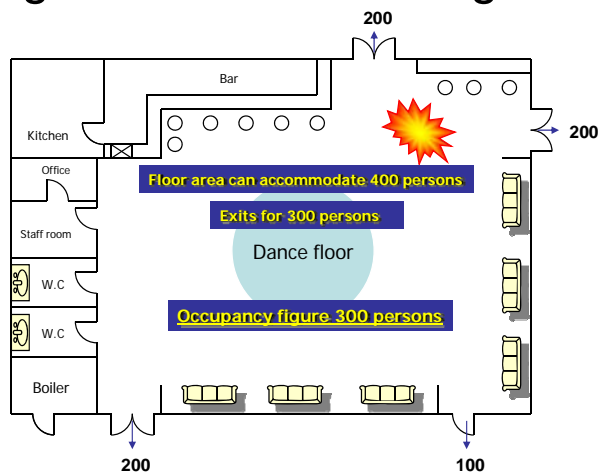 200
Bar
Kitchen
200
Office
Floor area can accommodate 400 persons
Exits for 300 persons
Staff room
Dance floor
W.C
Occupancy figure 300 persons
W.C
Boiler
200
100